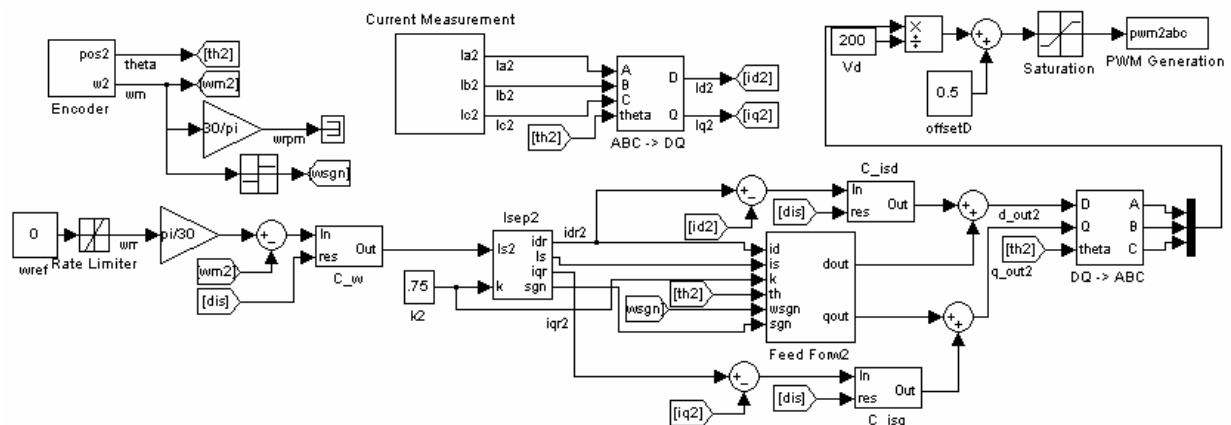 Current Measurement
pos2
w2
Encoder
theta
wm
[th2]
[wm2]
30/pi
wrpm
[wsgn]
Ia2
Ib2
Ic2
Ia2
Ib2
Ic2
[th2]
A
B
C
theta
D
Q
ABC -> DQ
Id2
Iq2
[id2]
[iq2]
200
Vd
×
÷
+
+
0.5
offsetD
Saturation
pwm2abc
PWM Generation
0
wref
Rate Limiter
wrr
pi/30
+
-
[wm2]
[dis]
In
res
Out
C_w
.75
k2
Isep2
Is2
k
idr
Is
iqr
sgn
idr2
iqr2
+
-
[id2]
[dis]
C_isd
In
res
Out
[th2]
wsgn]
id
is
k
th
wsgn
sgn
dout
qout
Feed Forw2
+
-
[iq2]
[dis]
In
res
Out
C_isq
+
+
+
+
d_out2
q_out2
[th2]
D
Q
theta
A
B
C
DQ -> ABC